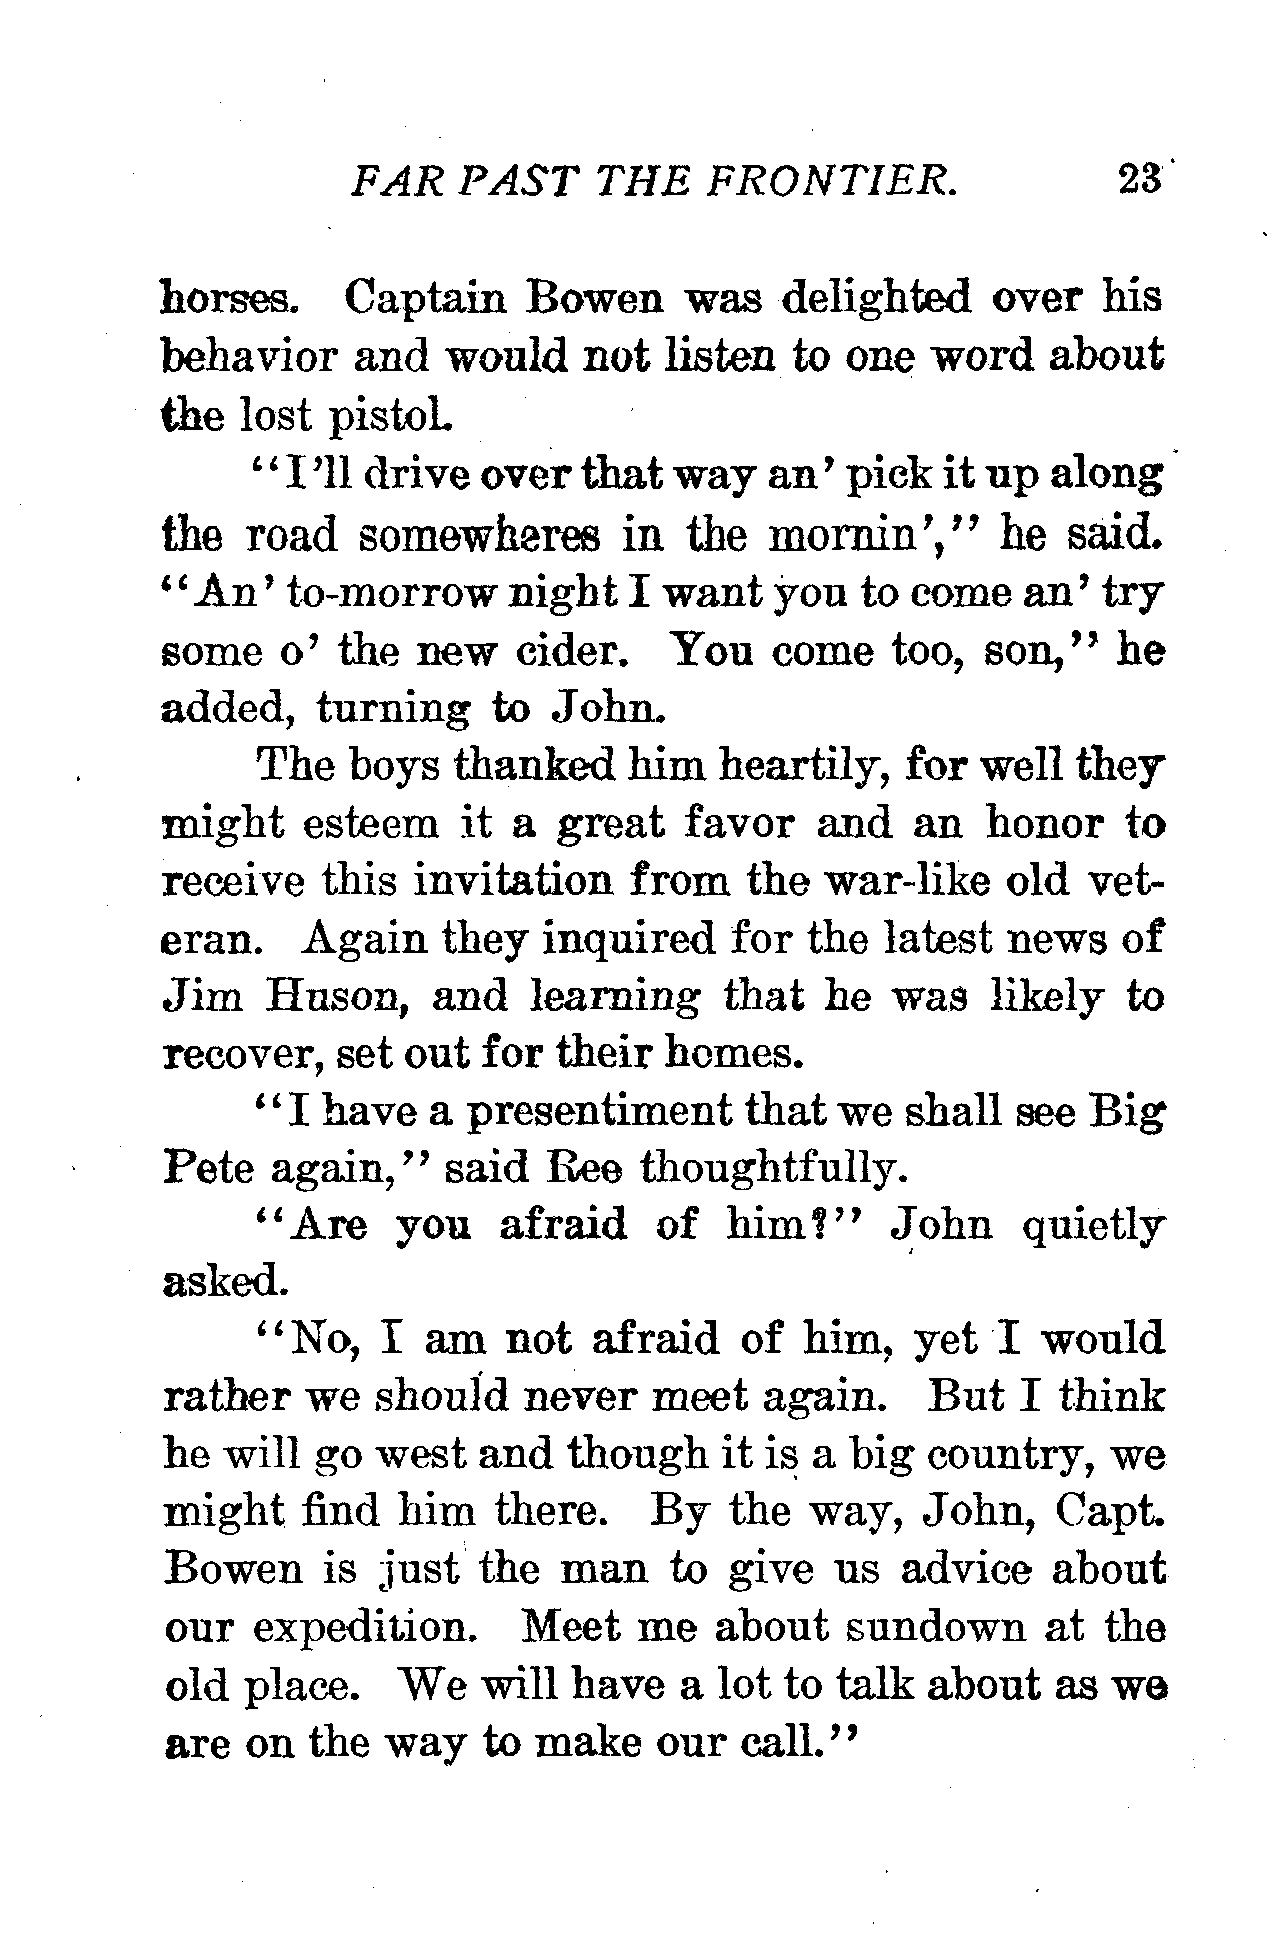 FAR PAST THE FRONTIER. 23
horses. Captain Bowen was delighted over his
behavior and would not listen to one word about
the lost pistol.
"I'll drive over that way an' pick it up along
the road somewheres in the mornin'," he said.
"An' to-morrow night I want you to come an' try
some o' the new cider. You come too, son," he
added, turning to John.
The boys thanked him heartily, for well they
might esteem it a great favor and an honor to
receive this invitation from the war-like old vet-
eran. Again they inquired for the latest news of
Jim Huson, and learning that he was likely to
recover, set out for their homes.
"I have a presentiment that we shall see Big
Pete again," said Ree thoughtfully.
"Are you afraid of him?" John quietly
asked.
"No, I am not afraid of him, yet I would
rather we should never meet again. But I think
he will go west and though it is a big country, we
might find him there. By the way, John, Capt.
Bowen is just the man to give us advice about
our expedition. Meet me about sundown at the
old place. We will have a lot to talk about as we
are on the way to make our call."